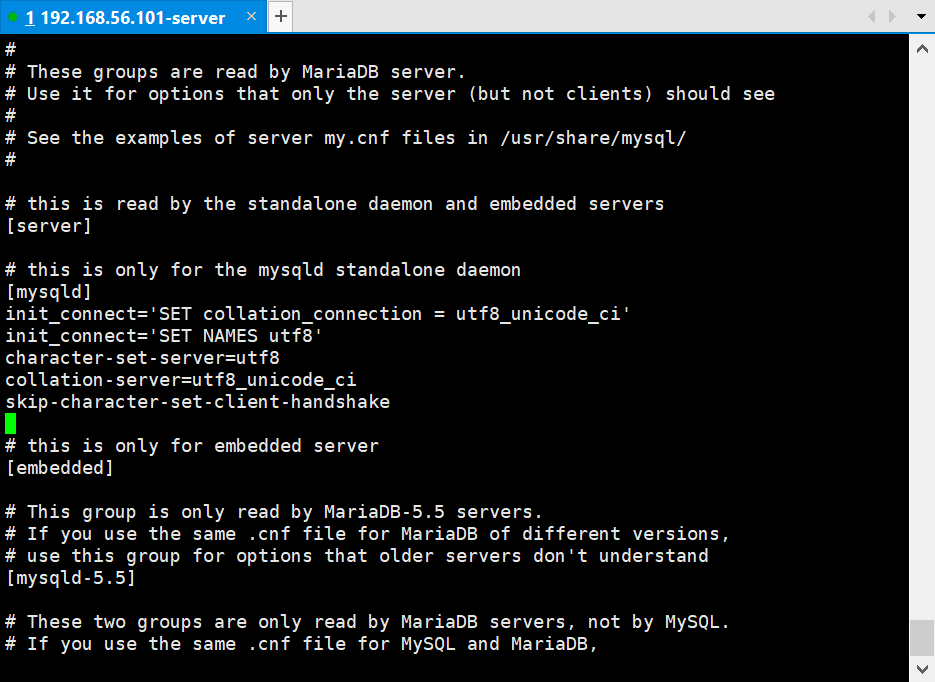 1 192.168.56.101-server × +
#
# These groups are read by MariaDB server.
# Use it for options that only the server (but not clients) should see
#
# See the examples of server my.cnf files in /usr/share/mysql/
#
# this is read by the standalone daemon and embedded servers
[server]
# this is only for the mysqld standalone daemon
[mysqld]
init_connect='SET collation_connection = utf8_unicode_ci'
init_connect='SET NAMES utf8'
character-set-server=utf8
collation-server=utf8_unicode_ci
skip-character-set-client-handshake
# this is only for embedded server
[embedded]
# This group is only read by MariaDB-5.5 servers.
# If you use the same .cnf file for MariaDB of different versions,
# use this group for options that older servers don't understand
[mysqld-5.5]
# These two groups are only read by MariaDB servers, not by MySQL.
# If you use the same .cnf file for MySQL and MariaDB,